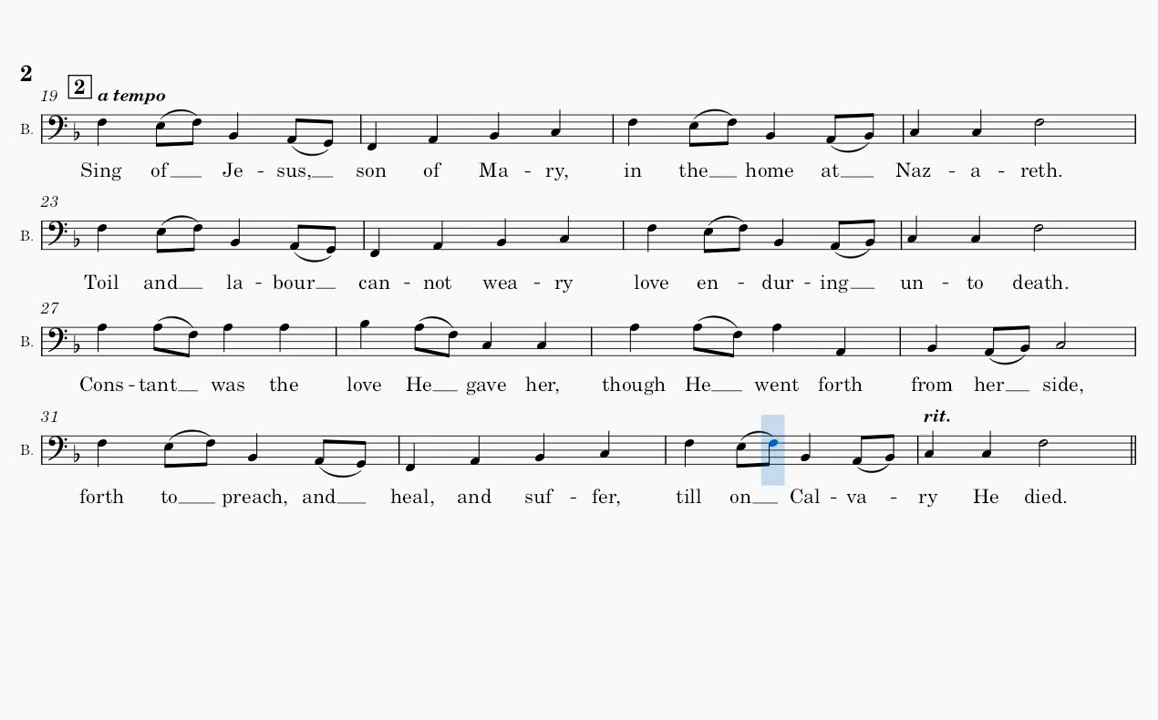 2
19 2 a tempo
B.
Sing of Je - sus, son of Ma - ry, in the home at Naz - a - reth.
23
B.
Toil and la - bour can - not wea - ry love en - dur - ing un - to death.
27
B.
Cons - tant was the love He gave her, though He went forth from her side,
31 rit.
B.
forth to preach, and heal, and suf - fer, till on Cal - va - ry He died.